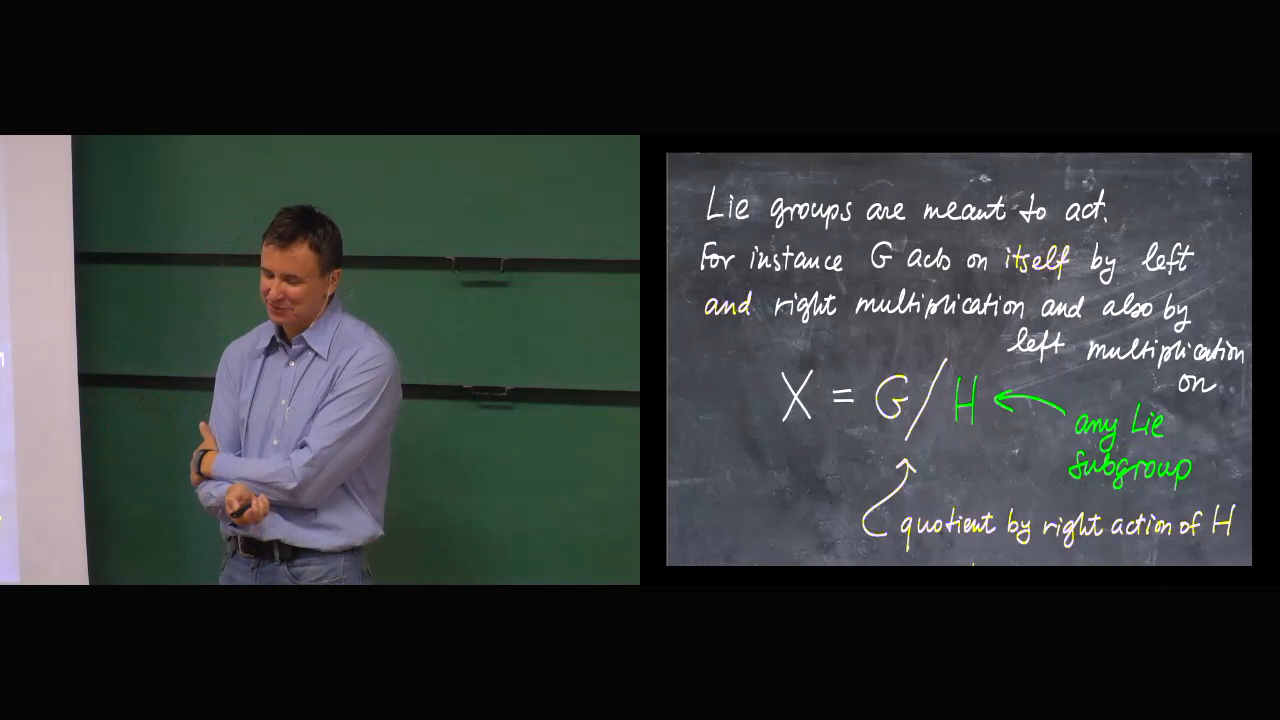 Lie groups are meant to act.
For instance G acts on itself by left
and right multiplication and also by
left multiplication
on
X = G/H
any Lie
subgroup
quotient by right action of H